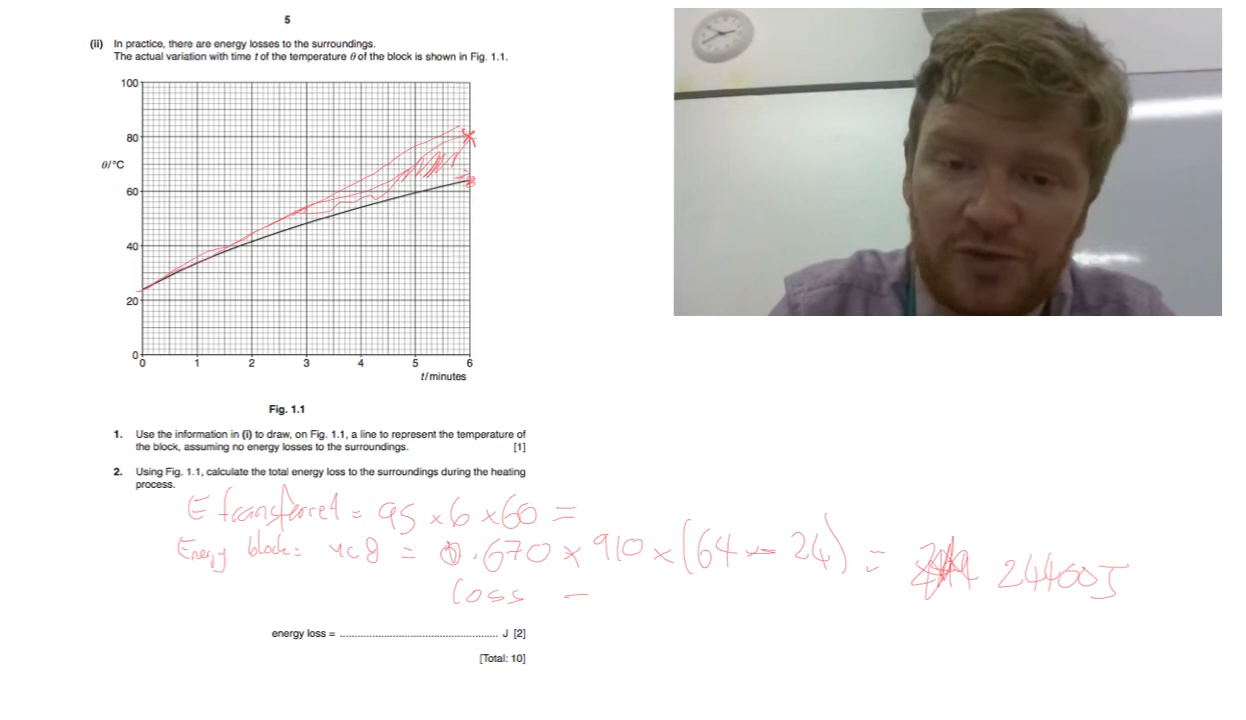 5
(ii) In practice, there are energy losses to the surroundings.
The actual variation with time t of the temperature θ of the block is shown in Fig. 1.1.
100
80
θ/°C
60
40
20
0
0 1 2 3 4 5 6
t/minutes
Fig. 1.1
1. Use the information in (i) to draw, on Fig. 1.1, a line to represent the temperature of
the block, assuming no energy losses to the surroundings. [1]
2. Using Fig. 1.1, calculate the total energy loss to the surroundings during the heating
process.
E transferred = 95 × 6 × 60 =
Energy block = mcθ = 0.670 × 910 × (64 - 24) = 24400J
Loss =
energy loss = ...................................................... J [2]
[Total: 10]